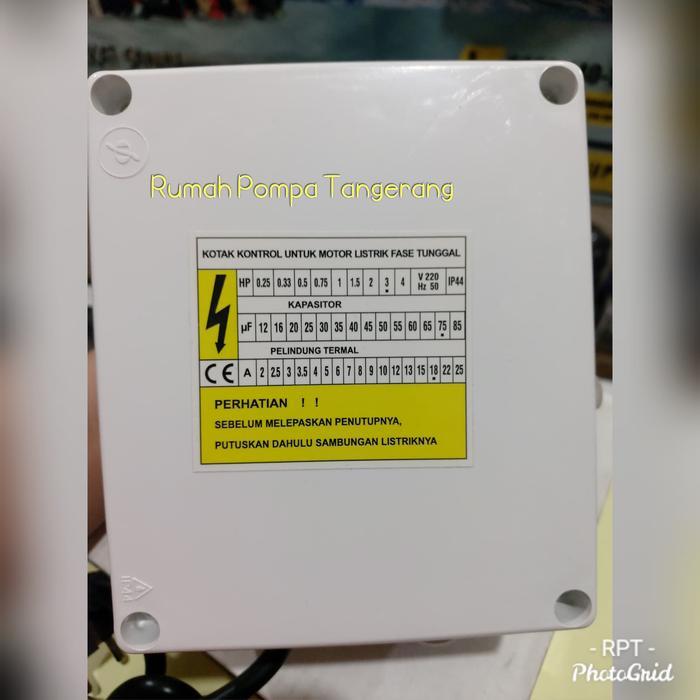 Rumah Pompa Tangerang
KOTAK KONTROL UNTUK MOTOR LISTRIK FASE TUNGGAL
HP 0.25 0.33 0.5 0.75 1 1.5 2 3 4 V 220 Hz 50 IP44
KAPASITOR
µF 12 16 20 25 30 35 40 45 50 55 60 65 75 85
PELINDUNG TERMAL
CE A 2 2.5 3 3.5 4 5 6 7 8 9 10 12 13 15 18 22 25
PERHATIAN ! !
SEBELUM MELEPASKAN PENUTUPNYA,
PUTUSKAN DAHULU SAMBUNGAN LISTRIKNYA
- RPT -
PhotoGrid